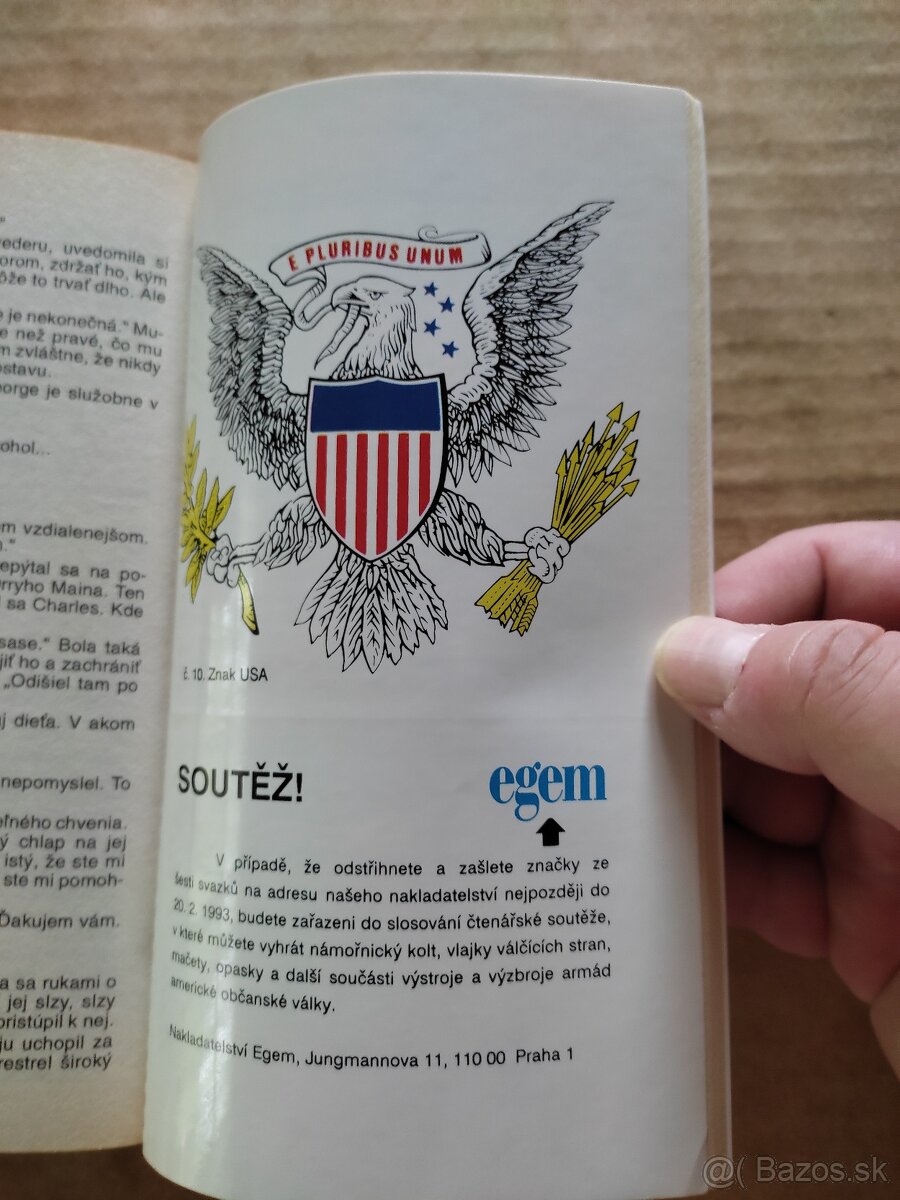 "
vederu, uvedomila si
orom, zdržať ho, kým
ôže to trvať dlho. Ale
e je nekonečná." Mu-
e než pravé, čo mu
m zvláštne, že nikdy
ostavu.
orge je služobne v
ohol...
m vzdialenejšom.
."
epýtal sa na po-
rryho Maina. Ten
sa Charles. Kde
sase." Bola taká
jiť ho a zachrániť
„Odišiel tam po
j dieťa. V akom
nepomyslel. To
eľného chvenia.
ý chlap na jej
istý, že ste mi
ste mi pomoh-
Ďakujem vám.
a sa rukami o
jej slzy, slzy
pristúpil k nej.
ju uchopil za
restrel široký
E PLURIBUS UNUM
č. 10. Znak USA
SOUTĚŽ!
egem
V případě, že odstřihnete a zašlete značky ze
šesti svazků na adresu našeho nakladatelství nejpozději do
20. 2. 1993, budete zařazeni do slosování čtenářské soutěže,
v které můžete vyhrát námořnický kolt, vlajky válčících stran,
mačety, opasky a další součásti výstroje a výzbroje armád
americké občanské války.
Nakladatelství Egem, Jungmannova 11, 110 00 Praha 1
@( Bazos.sk